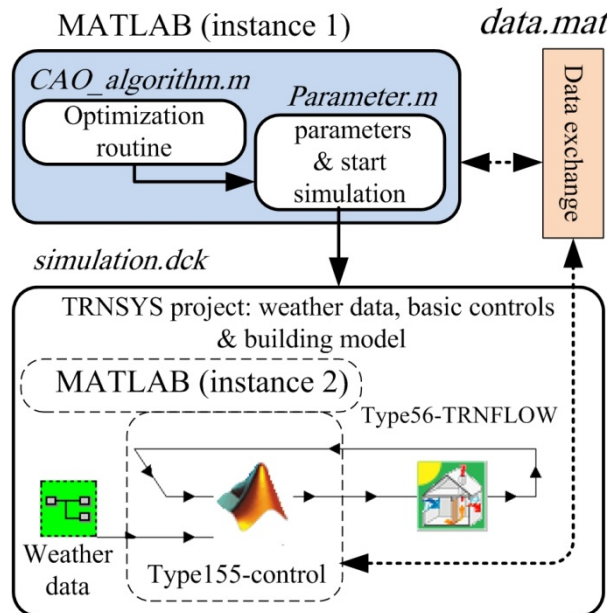 MATLAB (instance 1)
data.mat
CAO_algorithm.m
Optimization
routine
Parameter.m
parameters
& start
simulation
Data exchange
simulation.dck
TRNSYS project: weather data, basic controls
& building model
MATLAB (instance 2)
Type56-TRNFLOW
Weather
data
Type155-control